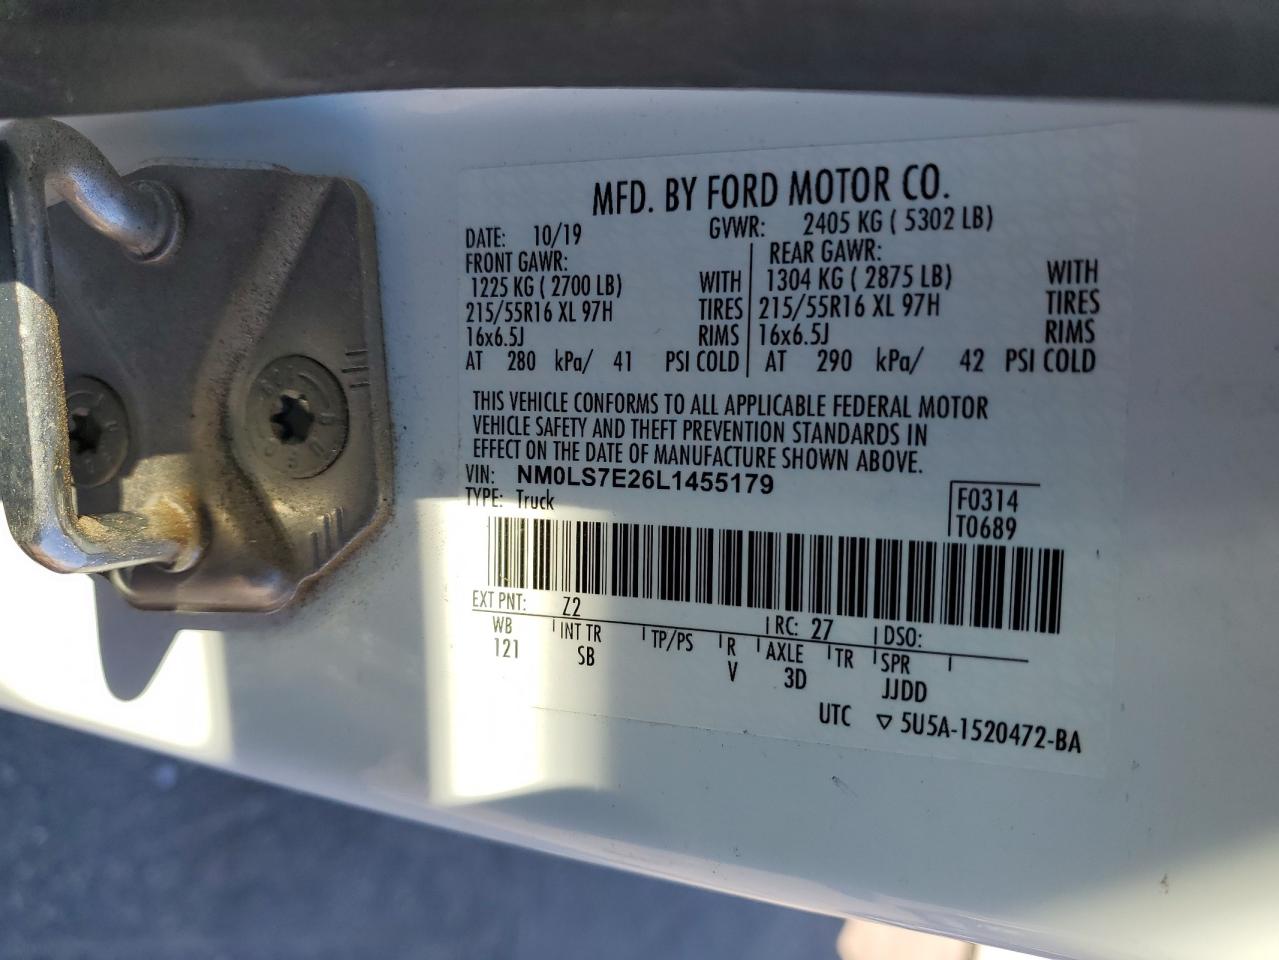 MFD. BY FORD MOTOR CO.
DATE: 10/19 GVWR: 2405 KG ( 5302 LB)
FRONT GAWR: REAR GAWR:
1225 KG ( 2700 LB) WITH 1304 KG ( 2875 LB) WITH
215/55R16 XL 97H TIRES 215/55R16 XL 97H TIRES
16x6.5J RIMS 16x6.5J RIMS
AT 280 kPa/ 41 PSI COLD AT 290 kPa/ 42 PSI COLD
THIS VEHICLE CONFORMS TO ALL APPLICABLE FEDERAL MOTOR
VEHICLE SAFETY AND THEFT PREVENTION STANDARDS IN
EFFECT ON THE DATE OF MANUFACTURE SHOWN ABOVE.
VIN: NM0LS7E26L1455179
TYPE: Truck
F0314
T0689
EXT PNT: Z2 RC: 27 DSO:
WB INT TR TP/PS R AXLE TR SPR
121 SB V 3D JJDD
UTC ▽ 5U5A-1520472-BA